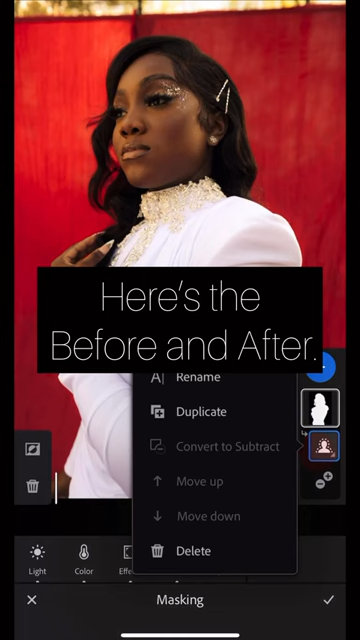 Here's the
Before and After.
Rename
Duplicate
Convert to Subtract
Move up
Move down
Delete
Light
Color
Masking